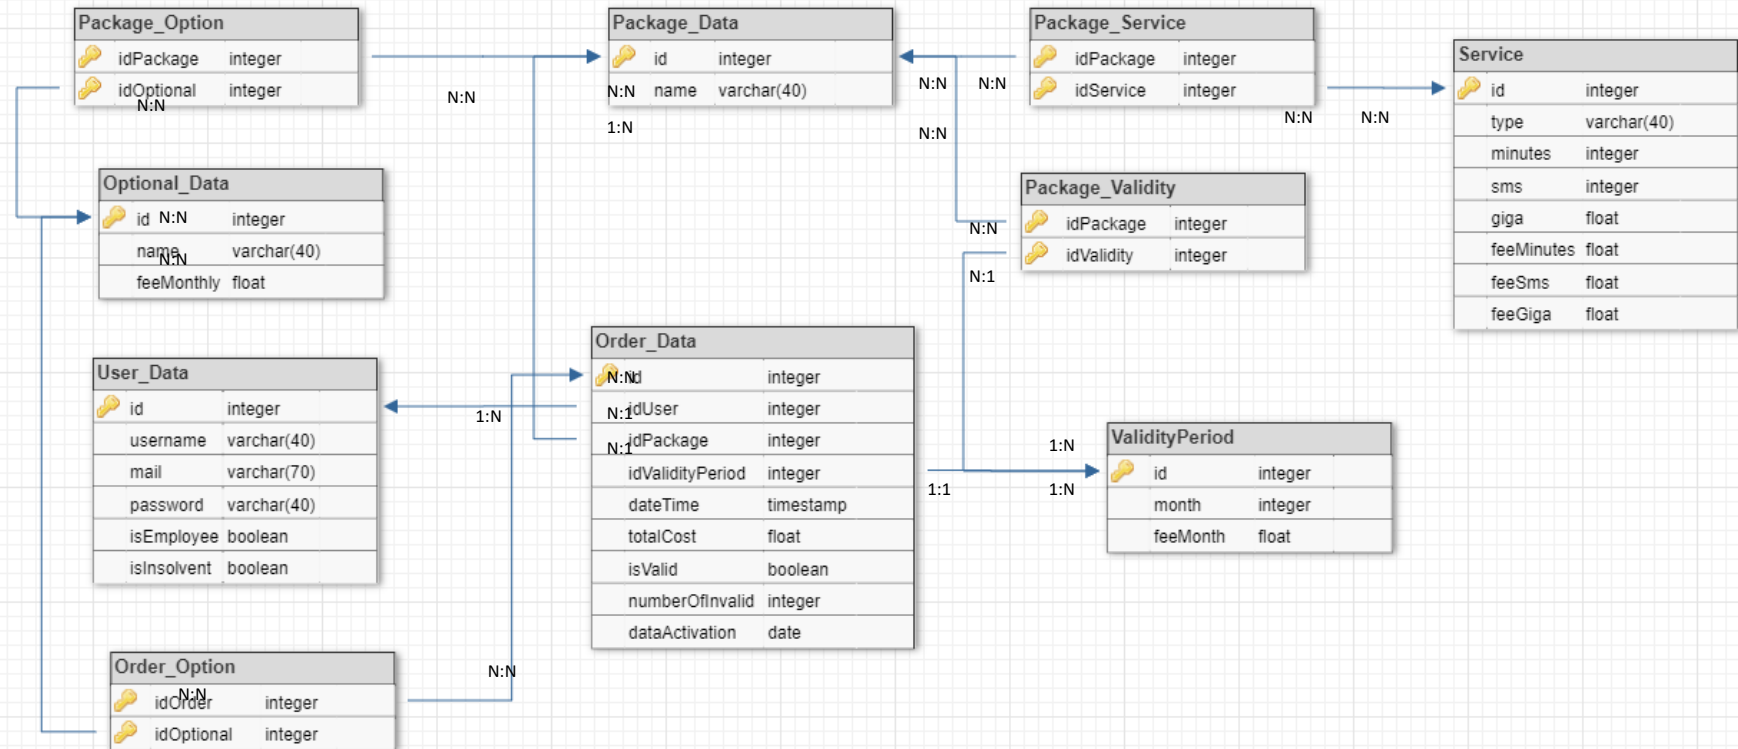 Package_Option
idPackage integer
idOptional integer
N:N
N:N
Package_Data
id integer
N:N name varchar(40)
1:N
Package_Service
idPackage integer
idService integer
N:N
N:N
N:N
N:N
N:N
Service
id integer
type varchar(40)
minutes integer
sms integer
giga float
feeMinutes float
feeSms float
feeGiga float
Optional_Data
id N:N integer
name varchar(40)
N:N
feeMonthly float
Package_Validity
idPackage integer
idValidity integer
N:N
N:1
User_Data
id integer
username varchar(40)
mail varchar(70)
password varchar(40)
isEmployee boolean
isInsolvent boolean
1:N
Order_Data
N:N id integer
N:1 idUser integer
idPackage integer
N:1
idValidityPeriod integer
dateTime timestamp
totalCost float
isValid boolean
numberOfInvalid integer
dataActivation date
1:1
1:N
1:N
ValidityPeriod
id integer
month integer
feeMonth float
Order_Option
N:N
idOrder integer
idOptional integer
N:N